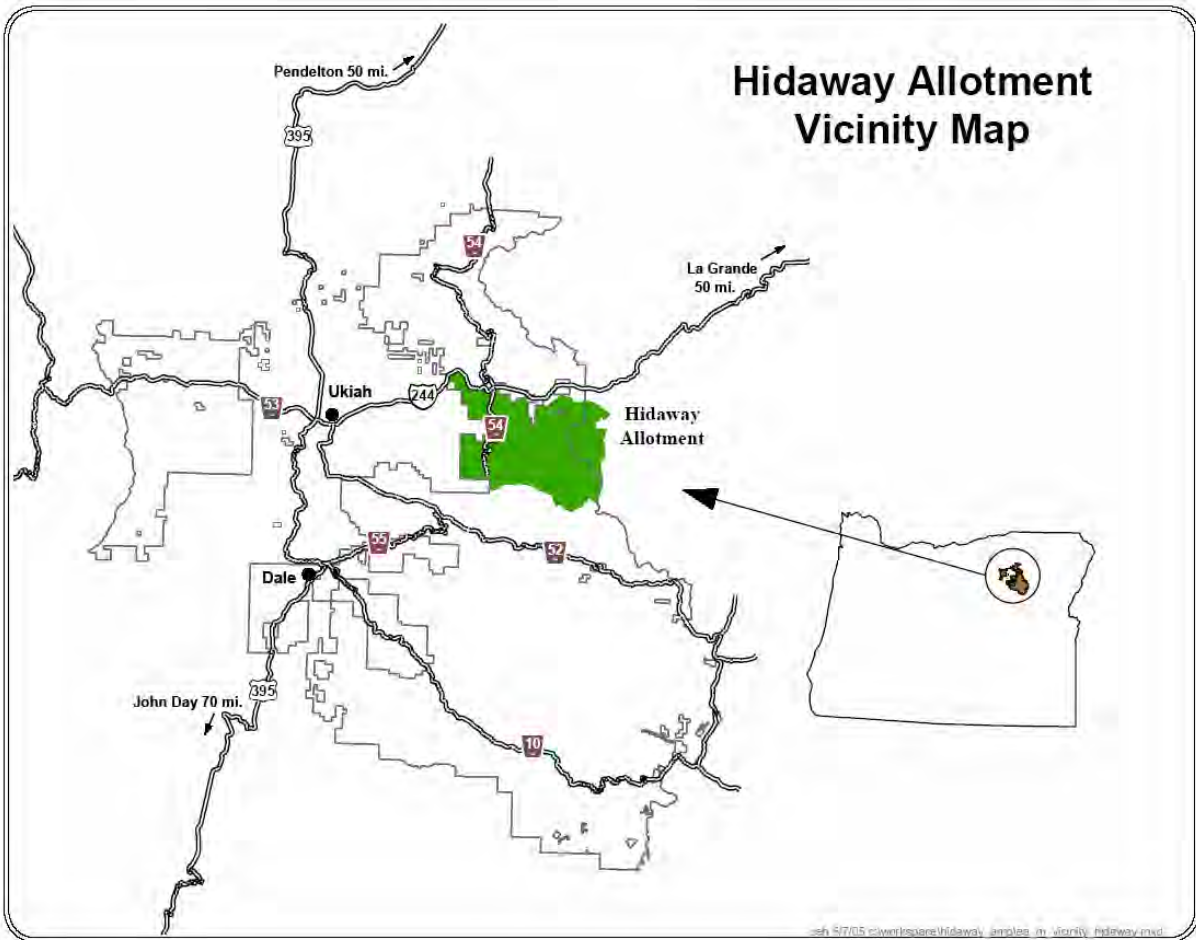 Hidaway Allotment
Vicinity Map
Pendelton 50 mi.
395
54
La Grande
50 mi.
Ukiah
244
53
54
Hidaway
Allotment
55
52
Dale
395
John Day 70 mi.
10